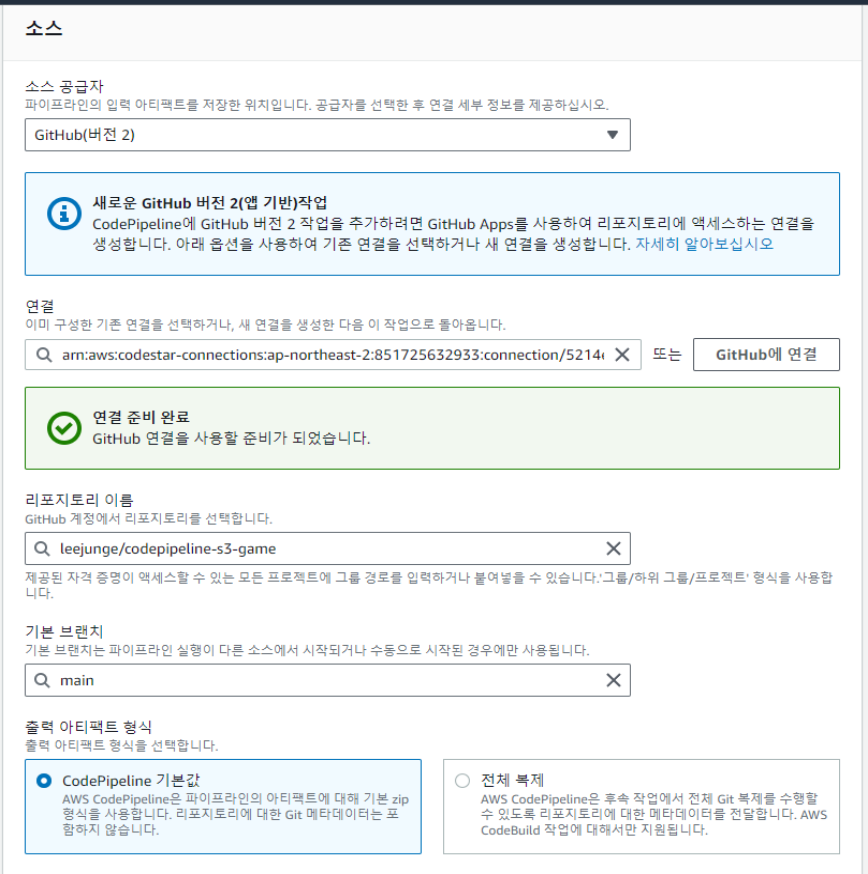 소스
소스 공급자
파이프라인의 입력 아티팩트를 저장한 위치입니다. 공급자를 선택한 후 연결 세부 정보를 제공하십시오.
GitHub(버전 2)
새로운 GitHub 버전 2(앱 기반)작업
CodePipeline에 GitHub 버전 2 작업을 추가하려면 GitHub Apps를 사용하여 리포지토리에 액세스하는 연결을
생성합니다. 아래 옵션을 사용하여 기존 연결을 선택하거나 새 연결을 생성합니다. 자세히 알아보십시오
연결
이미 구성한 기존 연결을 선택하거나, 새 연결을 생성한 다음 이 작업으로 돌아옵니다.
arn:aws:codestar-connections:ap-northeast-2:851725632933:connection/5214 또는 GitHub에 연결
연결 준비 완료
GitHub 연결을 사용할 준비가 되었습니다.
리포지토리 이름
GitHub 계정에서 리포지토리를 선택합니다.
leejunge/codepipeline-s3-game
제공된 자격 증명이 액세스할 수 있는 모든 프로젝트에 그룹 경로를 입력하거나 붙여넣을 수 있습니다.'그룹/하위 그룹/프로젝트' 형식을 사용합
니다.
기본 브랜치
기본 브랜치는 파이프라인 실행이 다른 소스에서 시작되거나 수동으로 시작된 경우에만 사용됩니다.
main
출력 아티팩트 형식
출력 아티팩트 형식을 선택합니다.
CodePipeline 기본값
AWS CodePipeline은 파이프라인의 아티팩트에 대해 기본 zip
형식을 사용합니다. 리포지토리에 대한 Git 메타데이터는 포
함하지 않습니다.
전체 복제
AWS CodePipeline은 후속 작업에서 전체 Git 복제를 수행할
수 있도록 리포지토리에 대한 메타데이터를 전달합니다. AWS
CodeBuild 작업에 대해서만 지원됩니다.